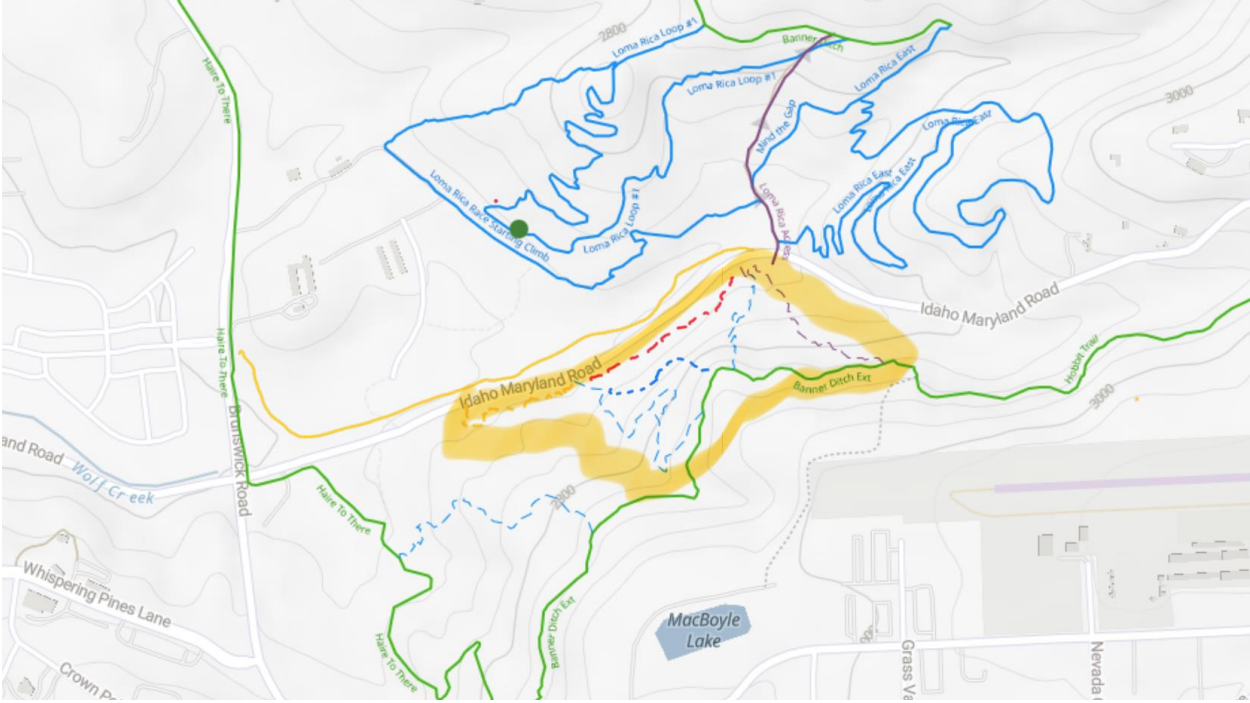 2800
Loma Rica Loop #1
Banner Ditch
Haire To There
Loma Rica Loop #1
Loma Rica East
3000
Mind the Gap
Loma Rica East
Loma Rica Race Starting Climb
Loma Rica Loop #1
Loma Rica East
Loma Rica East
Loma Rica Access
Idaho Maryland Road
Haire To There
Idaho Maryland Road
Banner Ditch Ext
Hobbit Trail
3000
Brunswick Road
and Road
Wolf Creek
Haire To There
2800
Whispering Pines Lane
Banner Ditch Ext
MacBoyle
Lake
Haire To There
Crown Po
Grass Va
Nevada